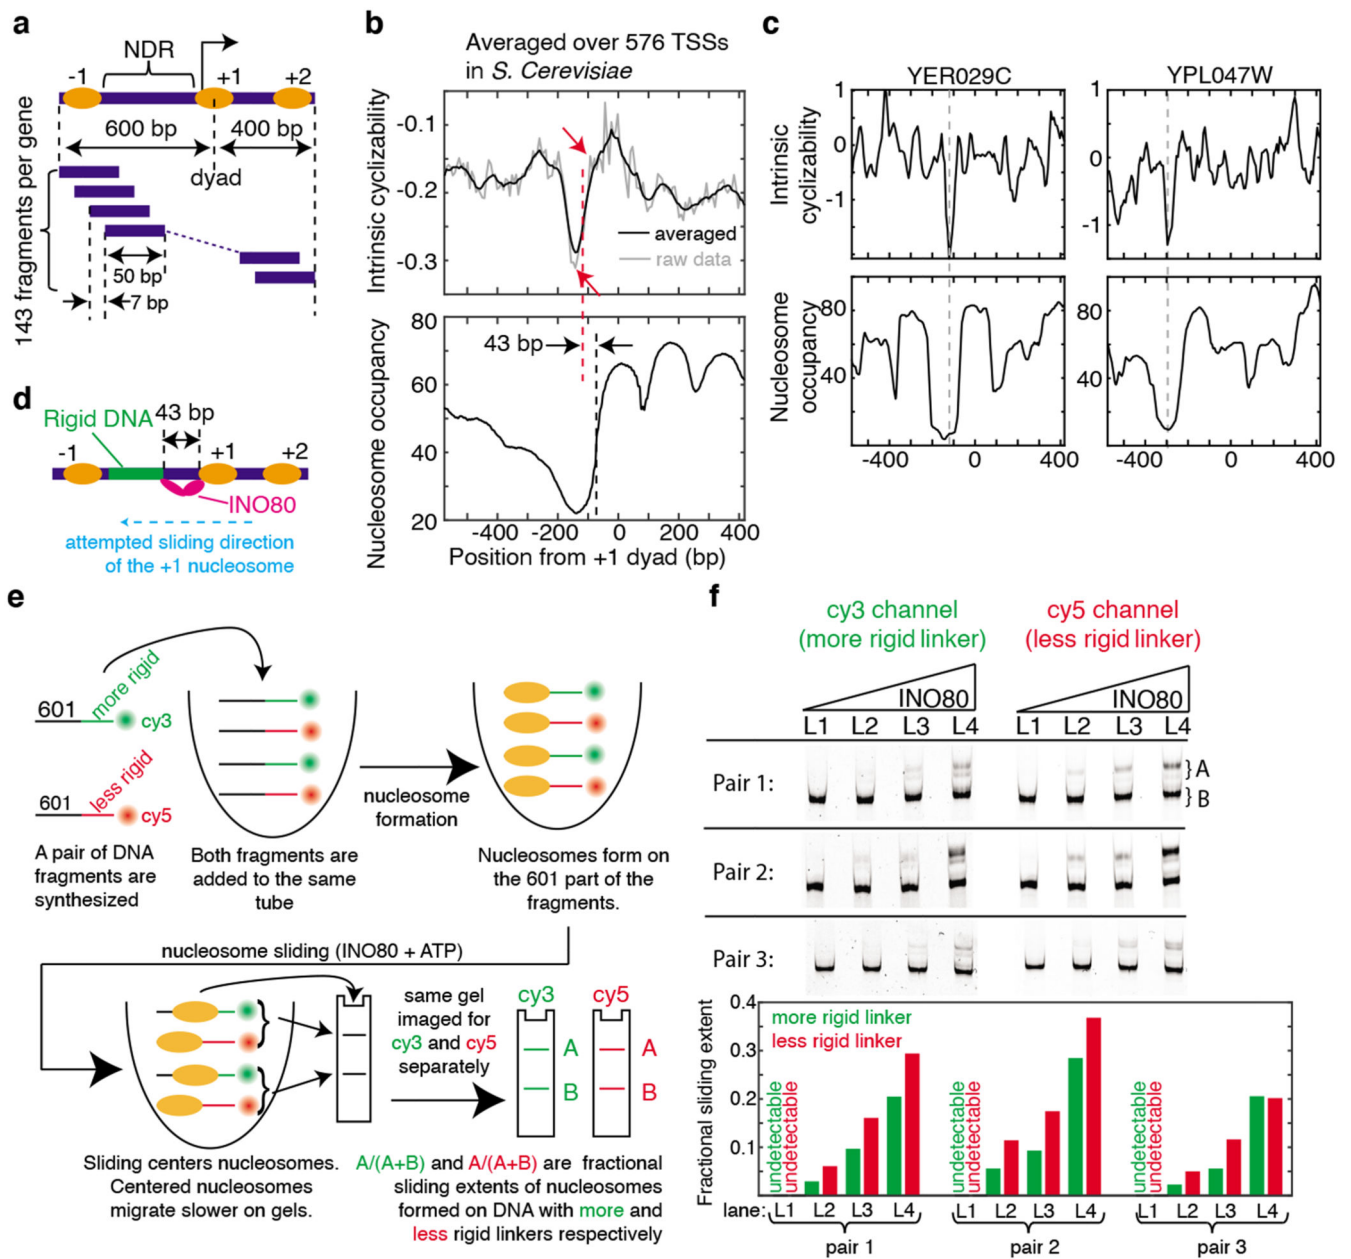 a
NDR
-1
+1
+2
600 bp
400 bp
dyad
143 fragments per gene
50 bp
7 bp
b
Averaged over 576 TSSs
in S. Cerevisiae
Intrinsic cyclizability
-0.1
-0.2
-0.3
averaged
raw data
Nucleosome occupancy
80
60
40
20
43 bp
-400
-200
0
200
400
Position from +1 dyad (bp)
c
YER029C
YPL047W
Intrinsic
cyclizability
1
0
-1
1
0
-1
Nucleosome
occupancy
80
40
80
40
-400
0
400
-400
0
400
d
Rigid DNA
43 bp
-1
+1
+2
INO80
attempted sliding direction
of the +1 nucleosome
e
601
more rigid
cy3
601
less rigid
cy5
A pair of DNA
fragments are
synthesized
Both fragments are
added to the same
tube
nucleosome
formation
Nucleosomes form on
the 601 part of the
fragments.
nucleosome sliding (INO80 + ATP)
same gel
imaged for
cy3 and cy5
separately
cy3
cy5
A
B
A
B
Sliding centers nucleosomes.
Centered nucleosomes
migrate slower on gels.
A/(A+B) and A/(A+B) are fractional
sliding extents of nucleosomes
formed on DNA with more and
less rigid linkers respectively
f
cy3 channel
(more rigid linker)
cy5 channel
(less rigid linker)
INO80
INO80
L1 L2 L3 L4
L1 L2 L3 L4
Pair 1:
A
B
Pair 2:
Pair 3:
Fractional sliding extent
0.4
0.3
0.2
0.1
more rigid linker
less rigid linker
undetectable
undetectable
undetectable
undetectable
undetectable
undetectable
lane: L1 L2 L3 L4 L1 L2 L3 L4 L1 L2 L3 L4
pair 1
pair 2
pair 3